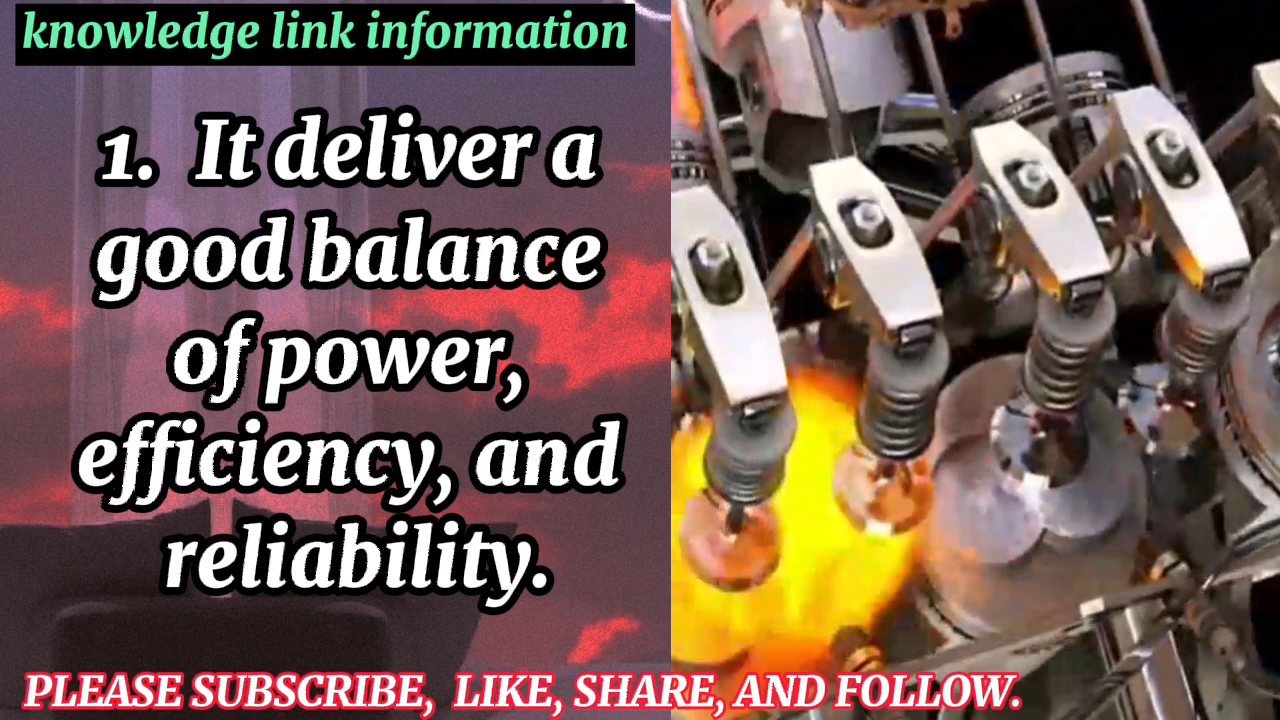 knowledge link information
1. It deliver a
good balance
of power,
efficiency, and
reliability.
PLEASE SUBSCRIBE, LIKE, SHARE, AND FOLLOW.